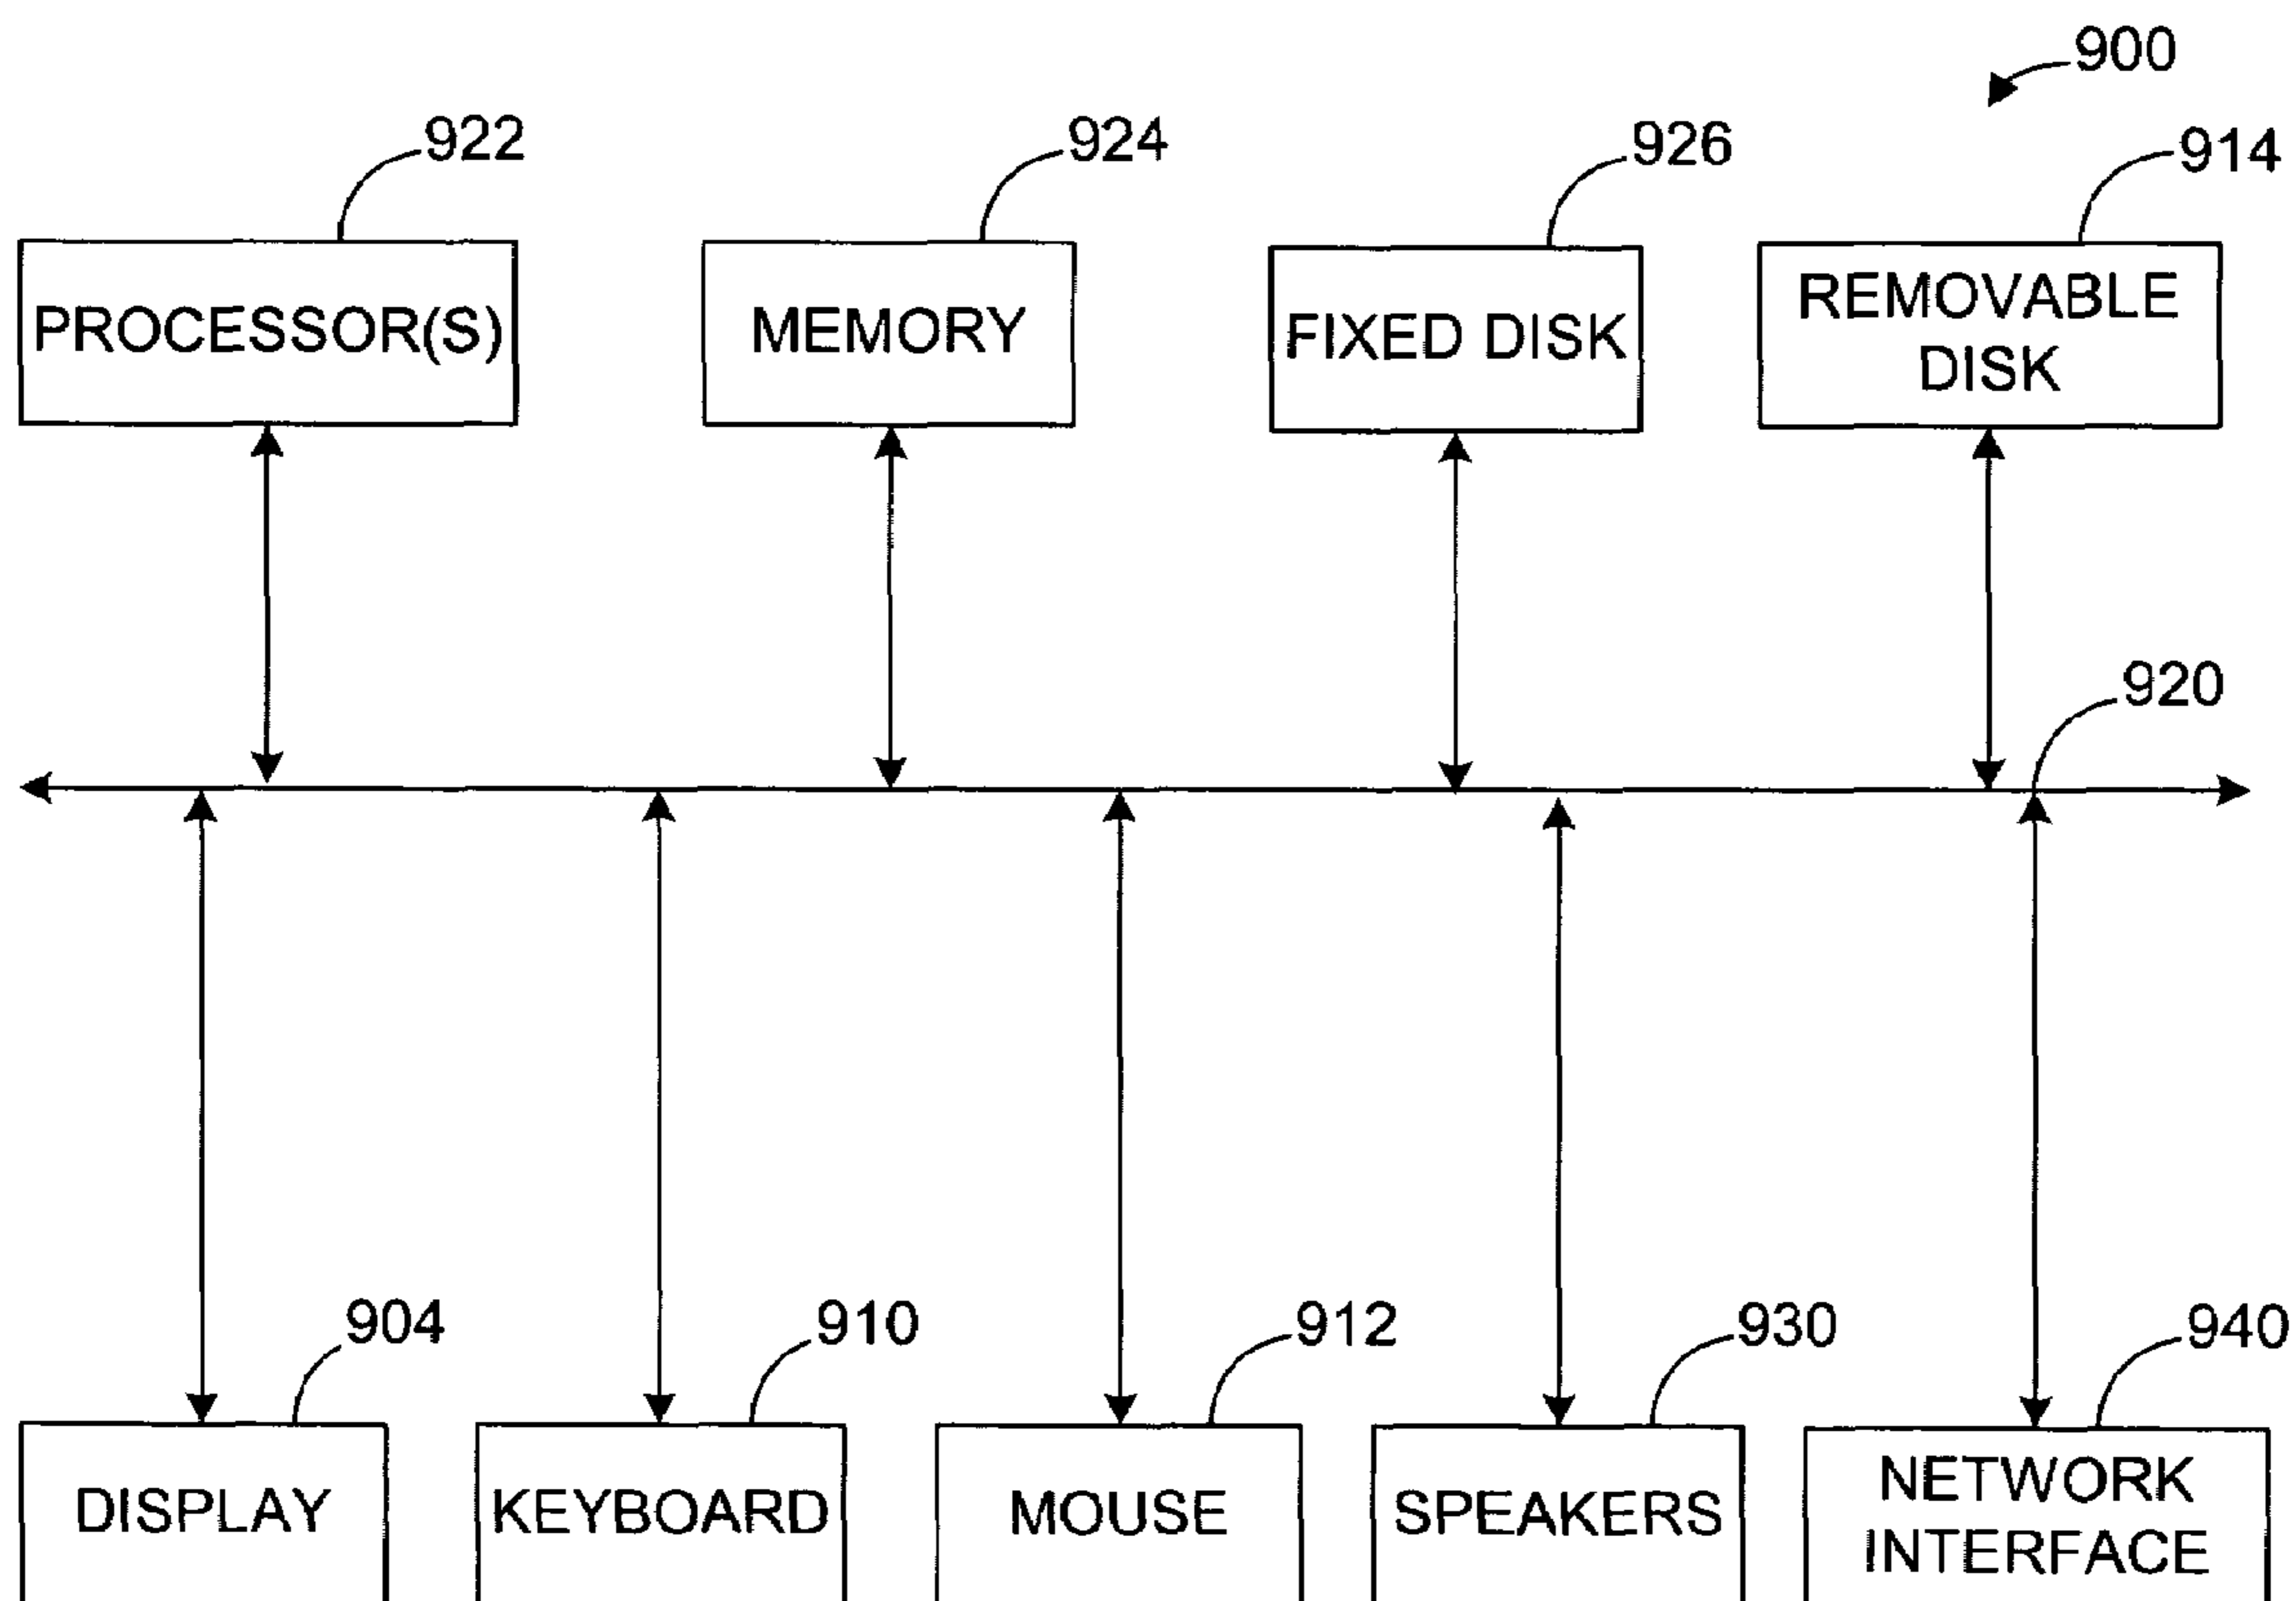 900
922
924
926
914
PROCESSOR(S)
MEMORY
FIXED DISK
REMOVABLE
DISK
920
904
910
912
930
940
DISPLAY
KEYBOARD
MOUSE
SPEAKERS
NETWORK
INTERFACE